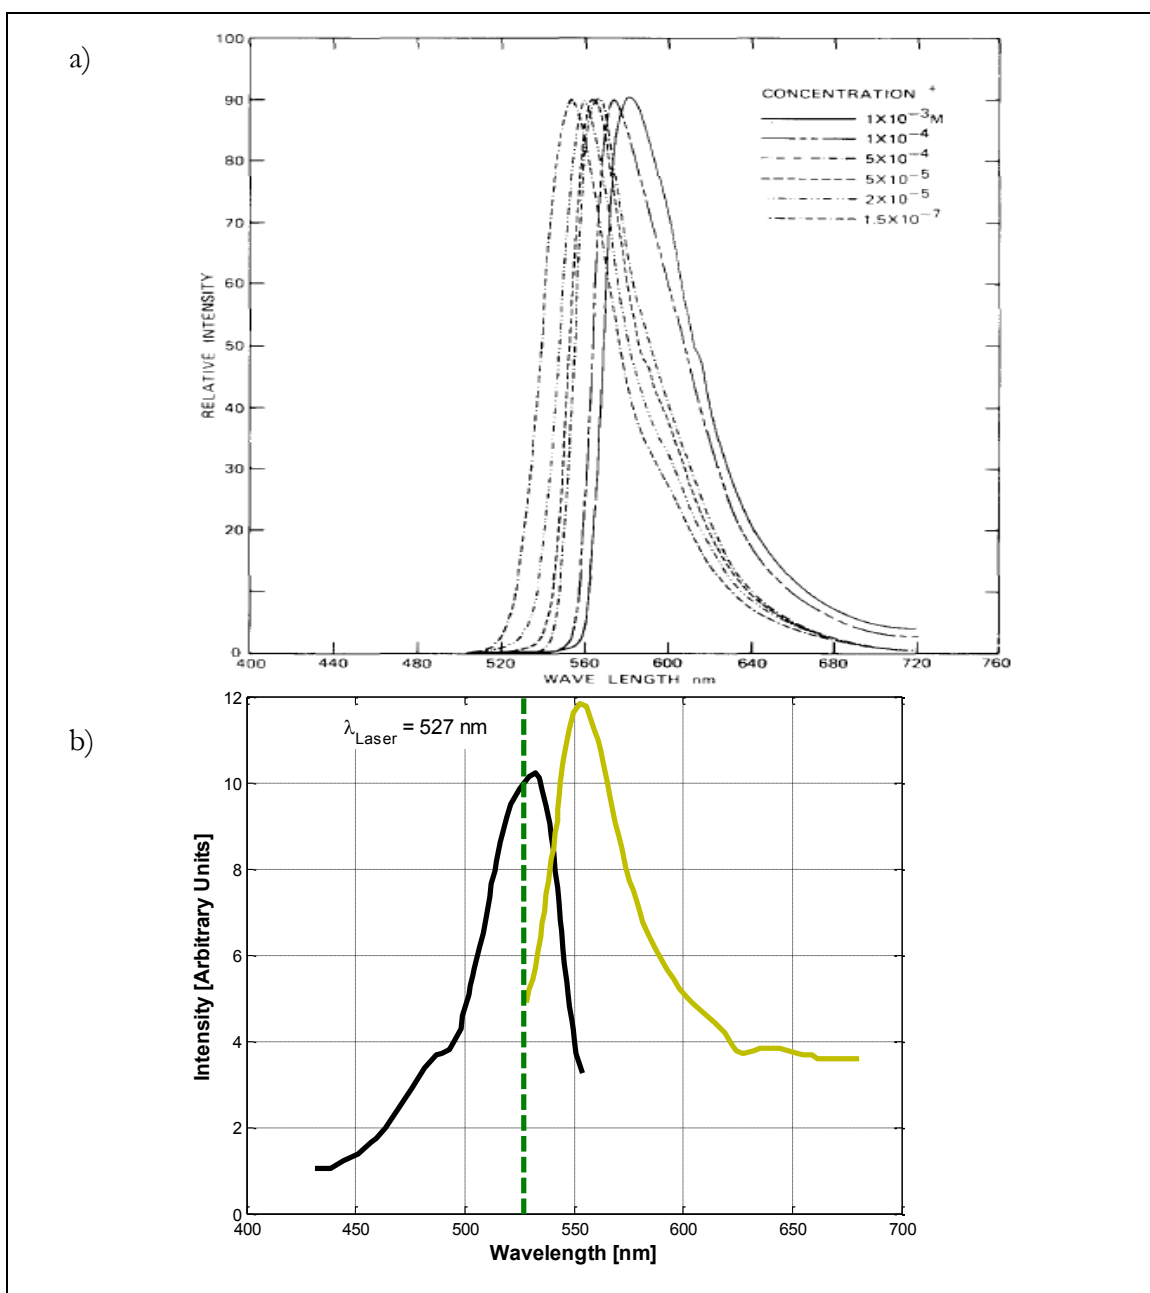 a)
100
90
80
70
60
50
40
30
20
0
RELATIVE INTENSITY
CONCENTRATION +
1X10⁻³M
1X10⁻⁴
5X10⁻⁴
5X10⁻⁵
2X10⁻⁵
1.5X10⁻⁷
400 440 480 520 560 600 640 680 720 760
WAVE LENGTH nm
b)
λLaser = 527 nm
12
10
8
6
4
2
0
Intensity [Arbitrary Units]
400 450 500 550 600 650 700
Wavelength [nm]